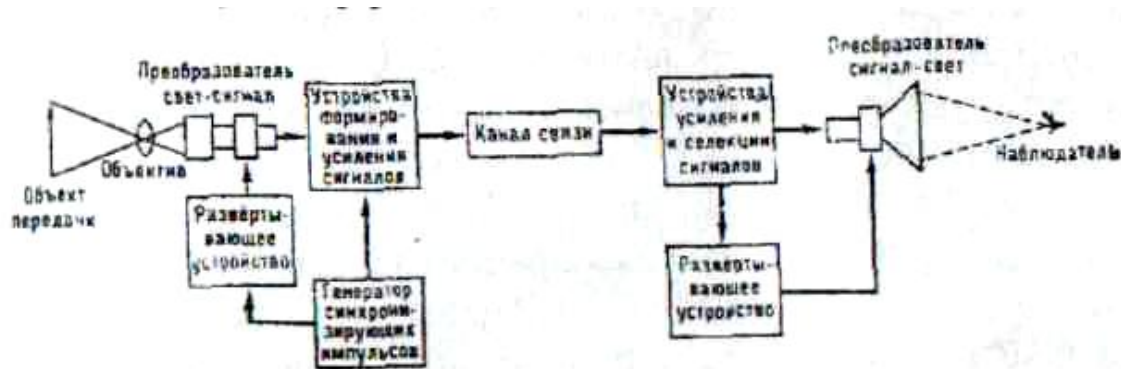 Преобразователь
свет-сигнал
Объектив
Объект
передачи
Развёрты-
вающее
устройство
Устройства
формиро-
вания и
усиления
сигналов
Генератор
синхрони-
зирующих
импульсов
Канал связи
Устройства
усиления
и селекции
сигналов
Развёрты-
вающее
устройство
Преобразователь
сигнал-свет
Наблюдатель